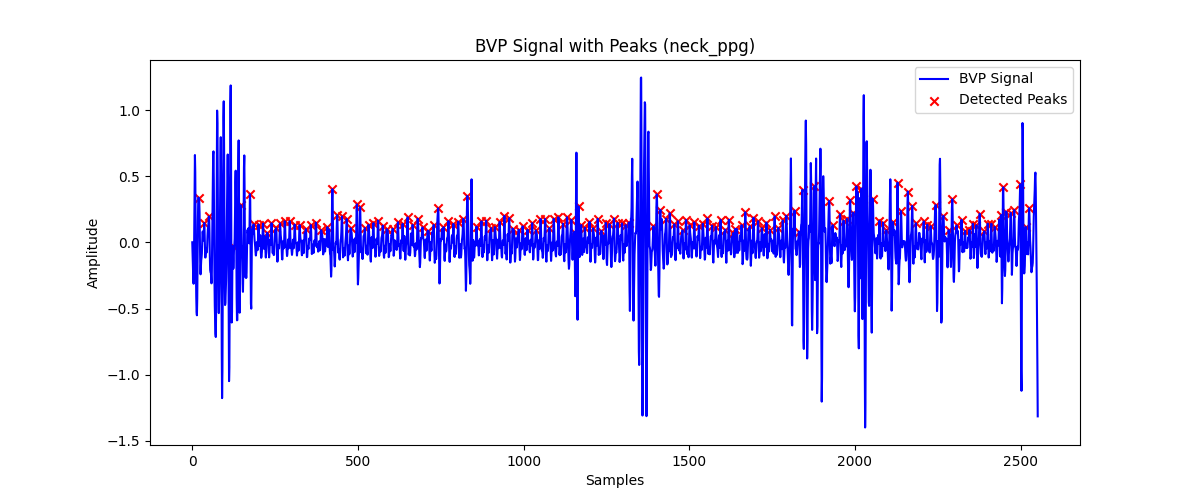 BVP Signal with Peaks (neck_ppg)
BVP Signal
Detected Peaks
Amplitude
1.0
0.5
0.0
−0.5
−1.0
−1.5
0
500
1000
1500
2000
2500
Samples